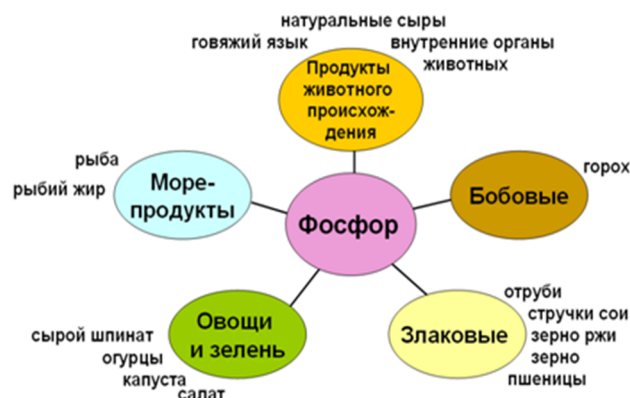 натуральные сыры
говяжий язык
внутренние органы
животных
Продукты
животного
происхож-
дения
рыба
рыбий жир
Море-
продукты
Фосфор
Бобовые
горох
Овощи
и зелень
сырой шпинат
огурцы
капуста
салат
Злаковые
отруби
стручки сои
зерно ржи
зерно
пшеницы